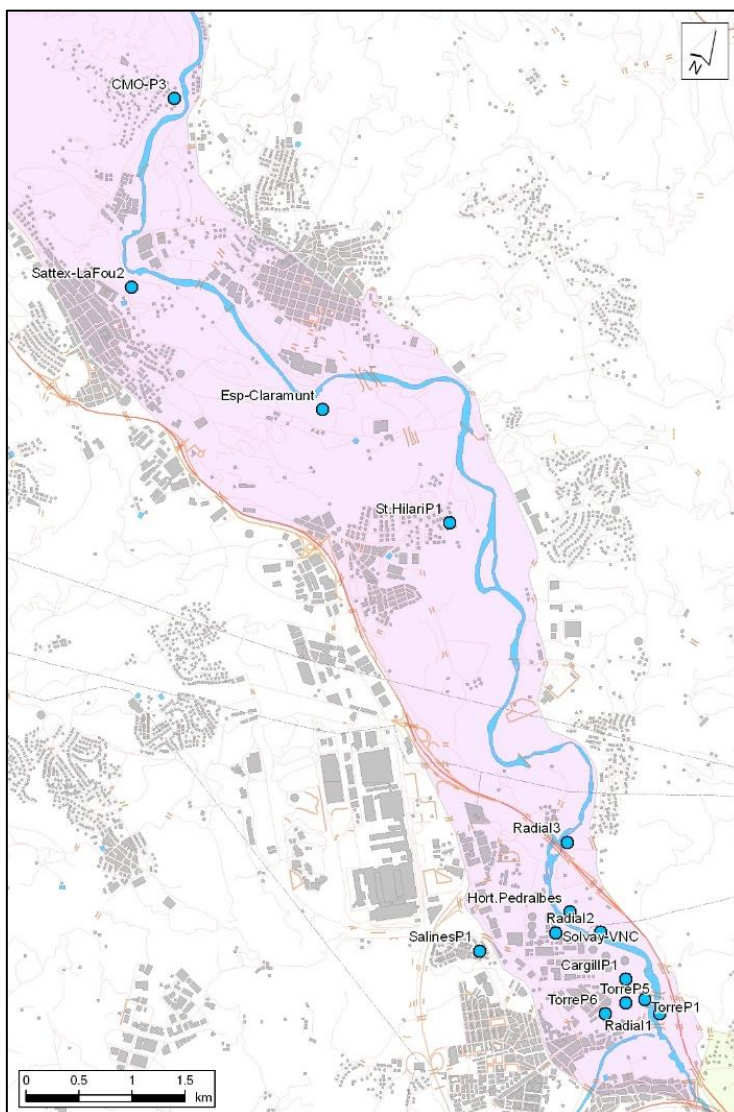 N
CMO-P3
Sattex-LaFou2
Esp-Claramunt
St.HilariP1
Radial3
Hort.Pedralbes
Radial2
Solvay-VNC
SalinesP1
CargillP1
TorreP5
TorreP6
TorreP1
Radial1
0 0.5 1 1.5
km